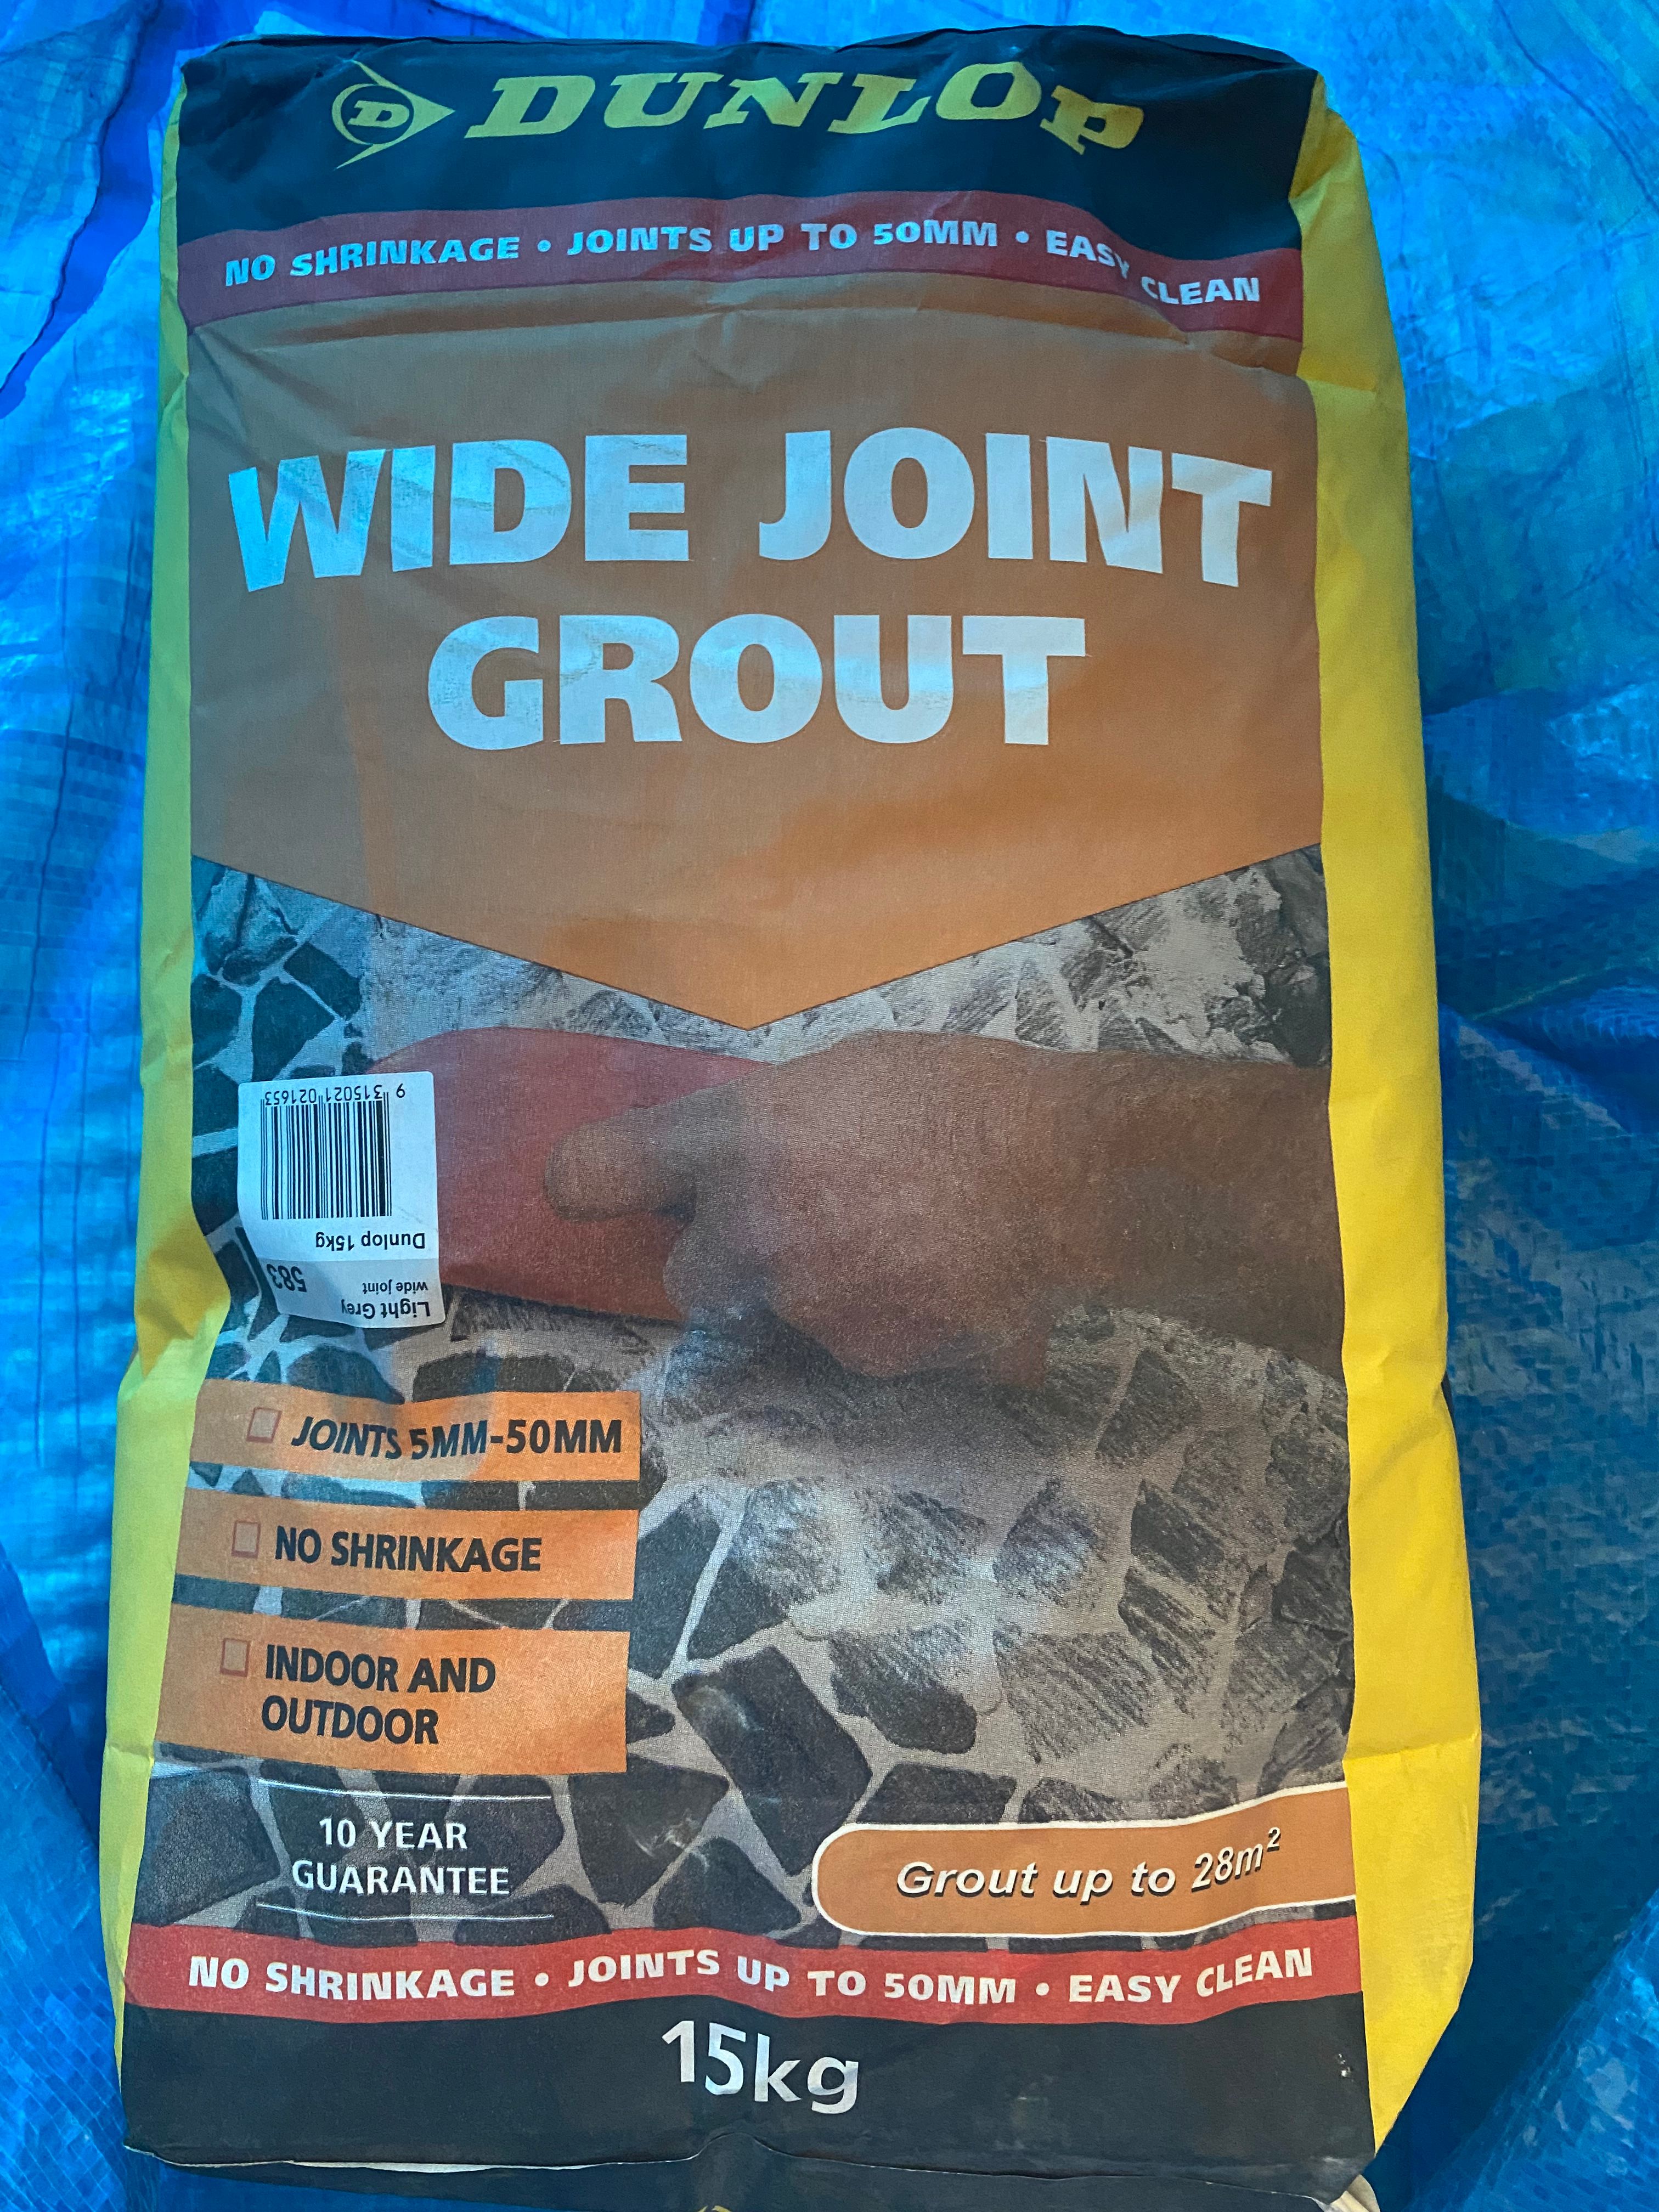 D DUNLOP
NO SHRINKAGE • JOINTS UP TO 50MM • EASY CLEAN
WIDE JOINT
GROUT
Light Grey
wide joint
583
Dunlop 15kg
9 315021 021653
JOINTS 5MM-50MM
NO SHRINKAGE
INDOOR AND
OUTDOOR
10 YEAR
GUARANTEE
Grout up to 28m²
NO SHRINKAGE • JOINTS UP TO 50MM • EASY CLEAN
15kg